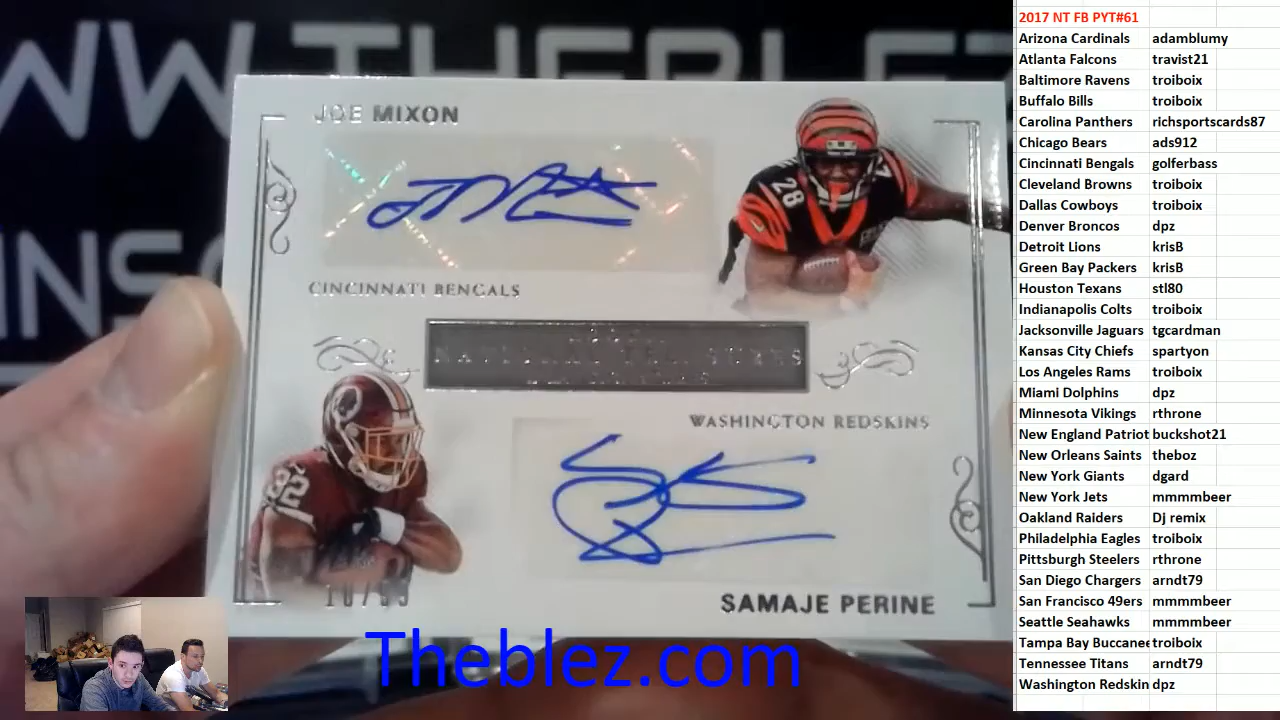 WWW.THEBLEZ
JOE MIXON
28
CINCINNATI BENGALS
WASHINGTON REDSKINS
32
SAMAJE PERINE
Theblez.com
2017 NT FB PYT#61
Arizona Cardinals adamblumy
Atlanta Falcons travist21
Baltimore Ravens troiboix
Buffalo Bills troiboix
Carolina Panthers richsportscards87
Chicago Bears ads912
Cincinnati Bengals golferbass
Cleveland Browns troiboix
Dallas Cowboys troiboix
Denver Broncos dpz
Detroit Lions krisB
Green Bay Packers krisB
Houston Texans stl80
Indianapolis Colts troiboix
Jacksonville Jaguars tgcardman
Kansas City Chiefs spartyon
Los Angeles Rams troiboix
Miami Dolphins dpz
Minnesota Vikings rthrone
New England Patriot buckshot21
New Orleans Saints theboz
New York Giants dgard
New York Jets mmmmbeer
Oakland Raiders Dj remix
Philadelphia Eagles troiboix
Pittsburgh Steelers rthrone
San Diego Chargers arndt79
San Francisco 49ers mmmmbeer
Seattle Seahawks mmmmbeer
Tampa Bay Buccanee troiboix
Tennessee Titans arndt79
Washington Redskin dpz